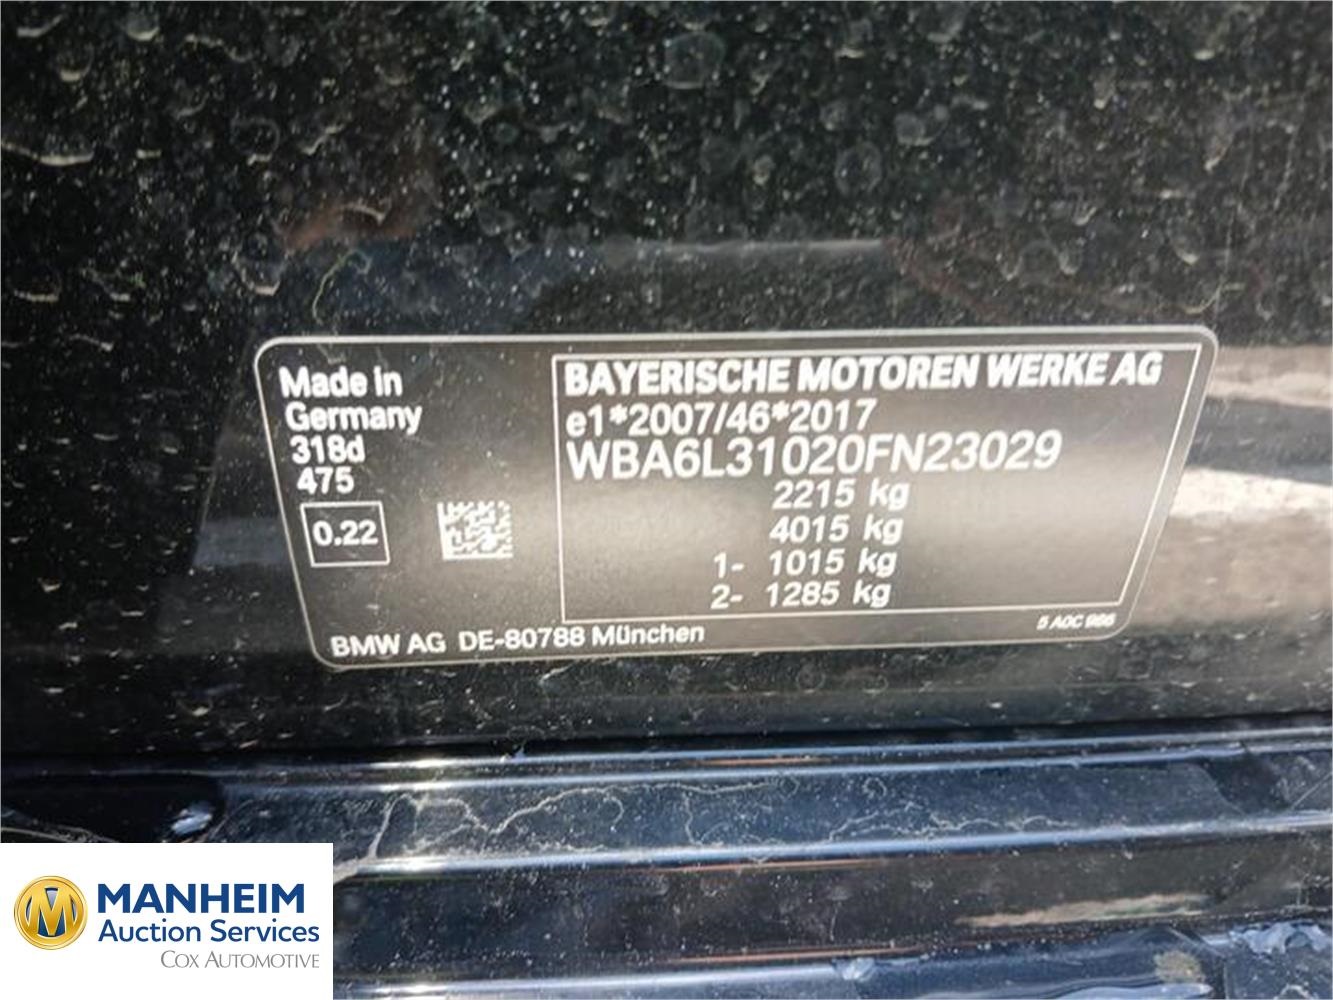 Made in
Germany
318d
475
0.22
BAYERISCHE MOTOREN WERKE AG
e1*2007/46*2017
WBA6L31020FN23029
2215 kg
4015 kg
1- 1015 kg
2- 1285 kg
BMW AG DE-80788 München
5 A0C
MANHEIM
Auction Services
COX AUTOMOTIVE